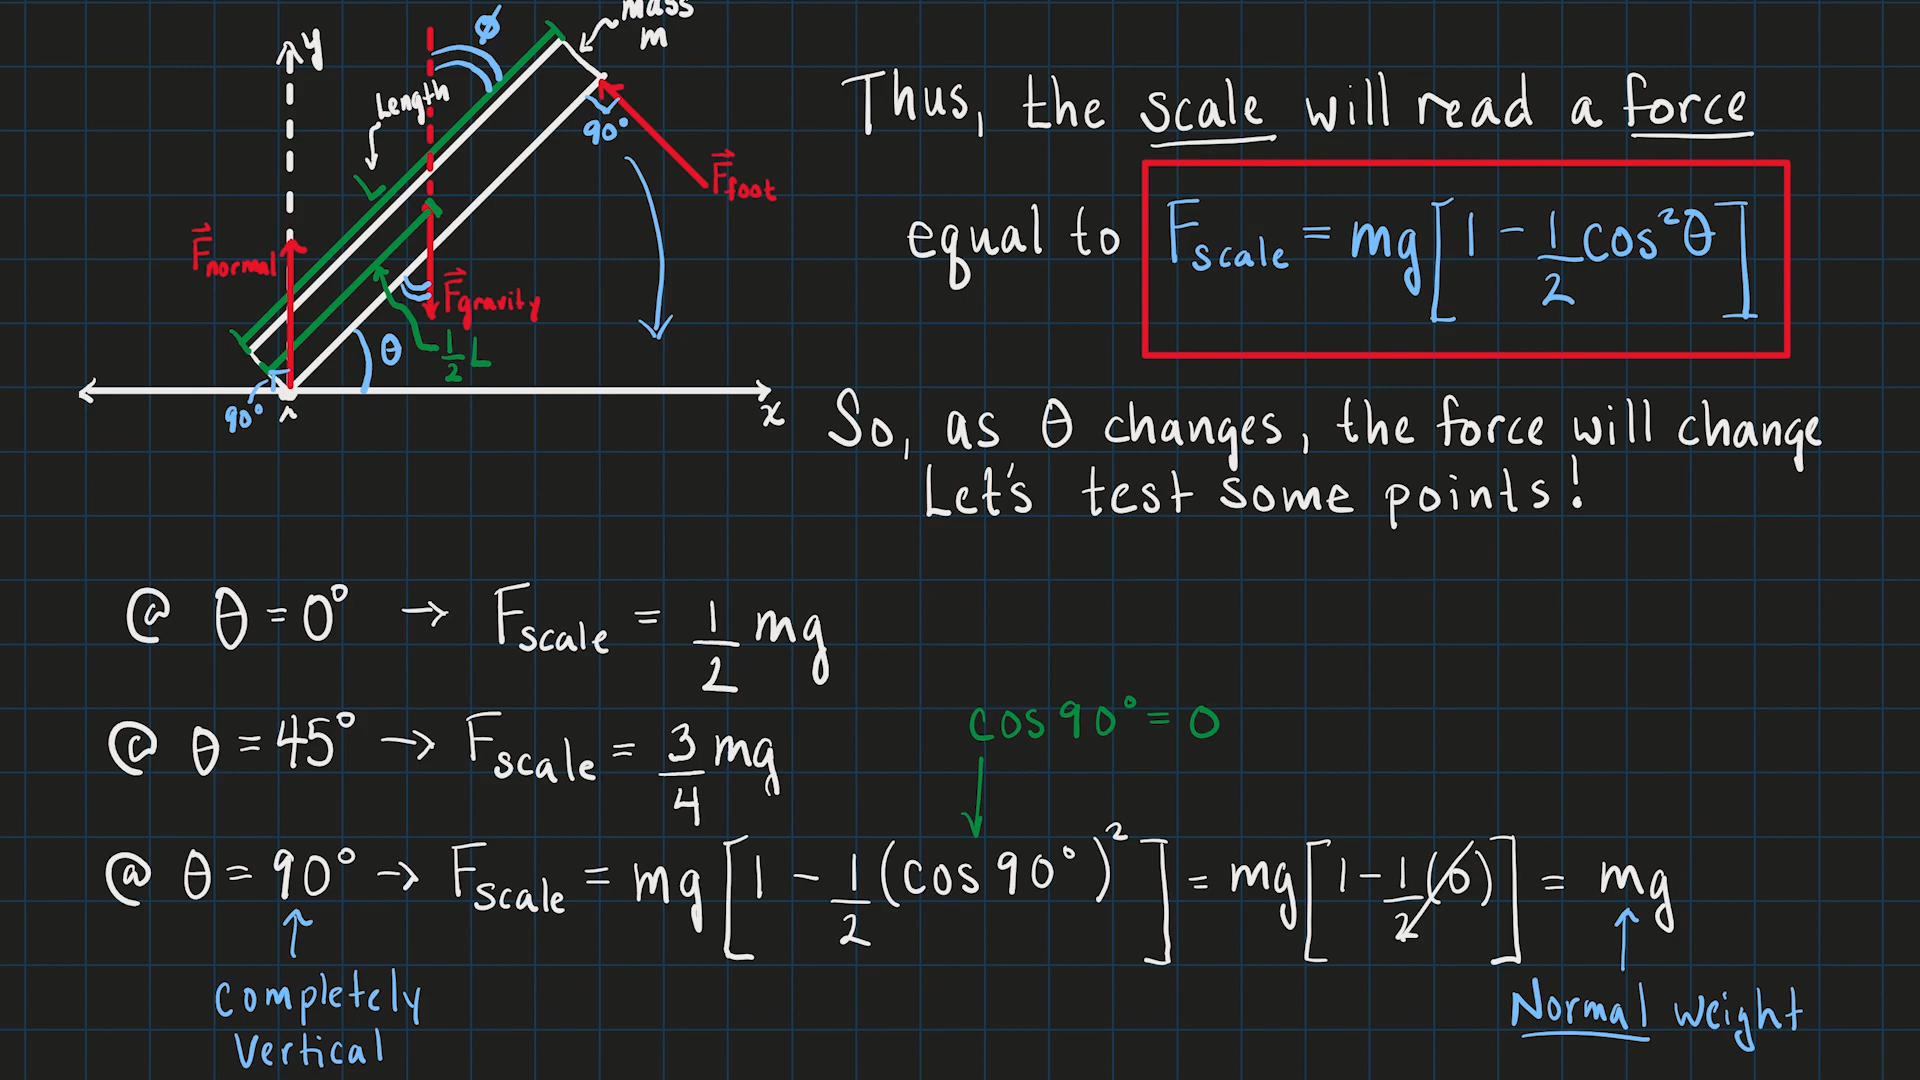 y
Φ
mass
m
Length
L
90°
F⃗foot
F⃗normal
F⃗gravity
θ
1/2 L
90°
x
Thus, the scale will read a force
equal to Fscale = mg[1 - 1/2 cos²θ]
So, as θ changes, the force will change
Let's test some points!
@ θ = 0° → Fscale = 1/2 mg
@ θ = 45° → Fscale = 3/4 mg
cos 90° = 0
@ θ = 90° → Fscale = mg[1 - 1/2 (cos 90°)²] = mg[1 - 1/2 (0)] = mg
Completely
Vertical
Normal weight